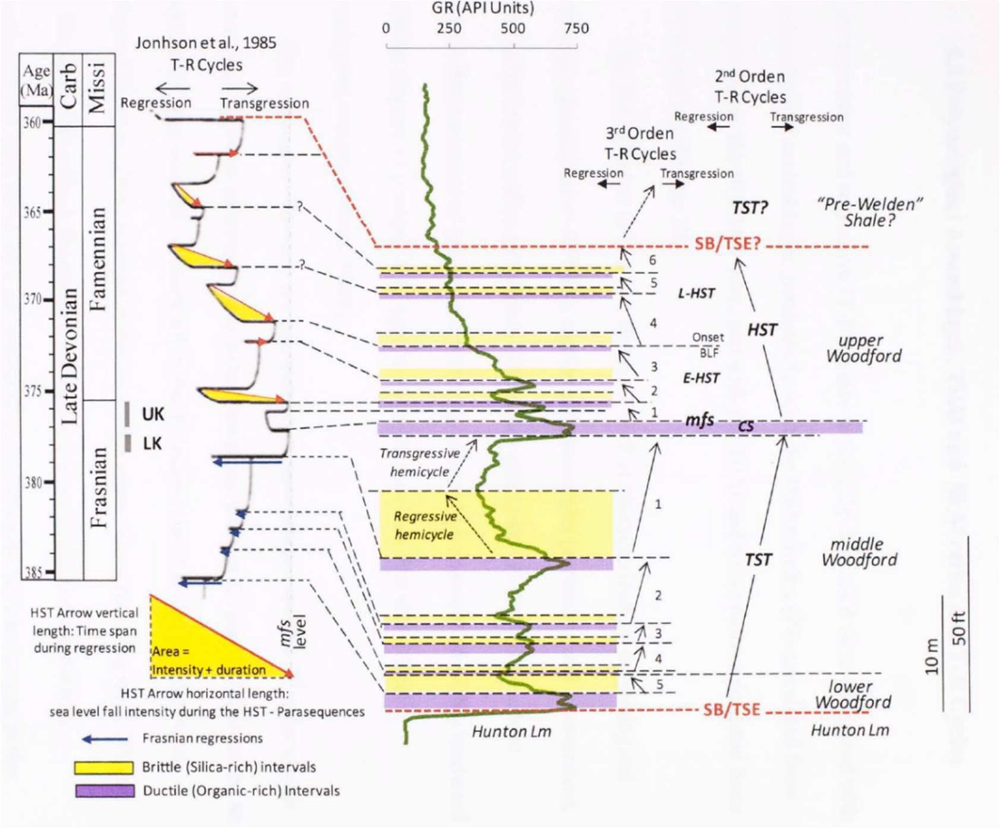 GR (API Units)
0 250 500 750
Jonhson et al., 1985
T-R Cycles
Regression Transgression
Age
(Ma)
Carb
Missi
Late Devonian
Famennian
Frasnian
360
365
370
375
380
385
UK
LK
?
?
2nd Orden
T-R Cycles
Regression Transgression
3rd Orden
T-R Cycles
Regression Transgression
TST?
"Pre-Welden"
Shale?
SB/TSE?
6
5
L-HST
4
HST
Onset
BLF
upper
Woodford
3
E-HST
2
1
mfs
CS
Transgressive
hemicycle
Regressive
hemicycle
1
middle
Woodford
TST
2
3
4
5
lower
Woodford
SB/TSE
Hunton Lm
Hunton Lm
10 m
50 ft
mfs
level
HST Arrow vertical
length: Time span
during regression
Area =
Intensity + duration
HST Arrow horizontal length:
sea level fall intensity during the HST - Parasequences
Frasnian regressions
Brittle (Silica-rich) intervals
Ductile (Organic-rich) Intervals